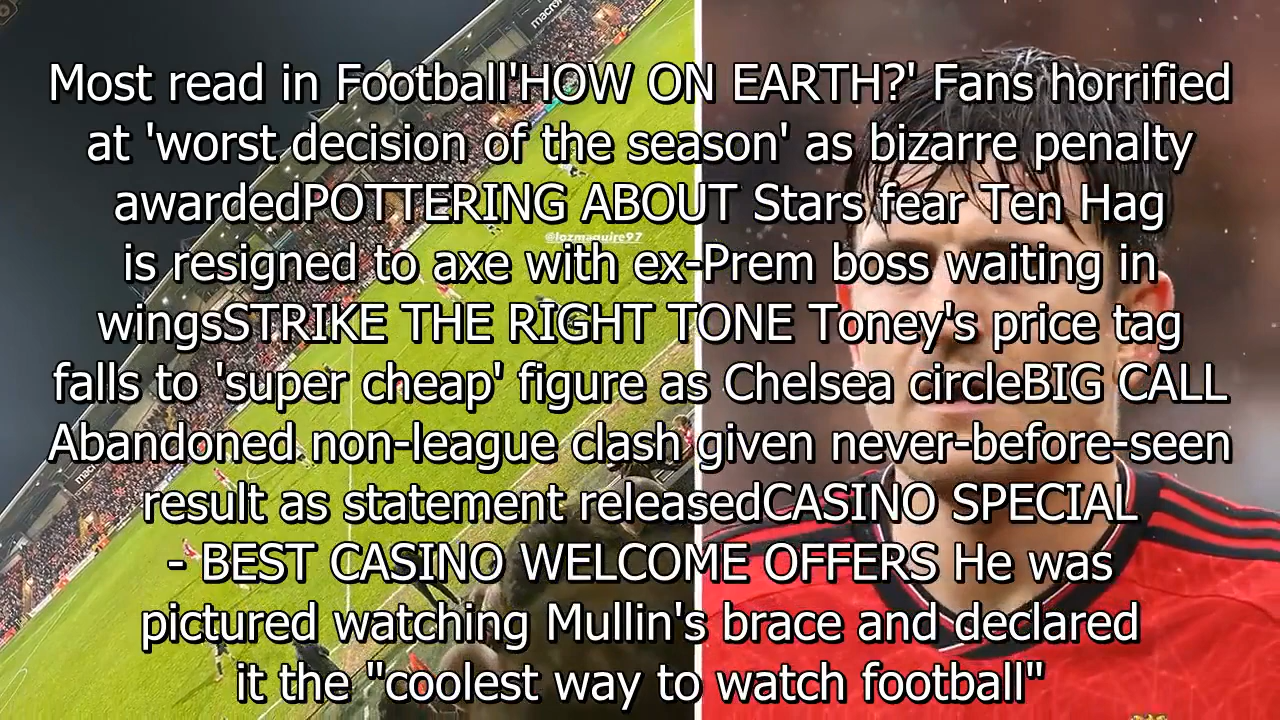 macron
Most read in Football'HOW ON EARTH?' Fans horrified
at 'worst decision of the season' as bizarre penalty
awardedPOTTERING ABOUT Stars fear Ten Hag
@lozmaguire97
is resigned to axe with ex-Prem boss waiting in
wingsSTRIKE THE RIGHT TONE Toney's price tag
falls to 'super cheap' figure as Chelsea circleBIG CALL
Abandoned non-league clash given never-before-seen
result as statement releasedCASINO SPECIAL
- BEST CASINO WELCOME OFFERS He was
pictured watching Mullin's brace and declared
it the "coolest way to watch football"